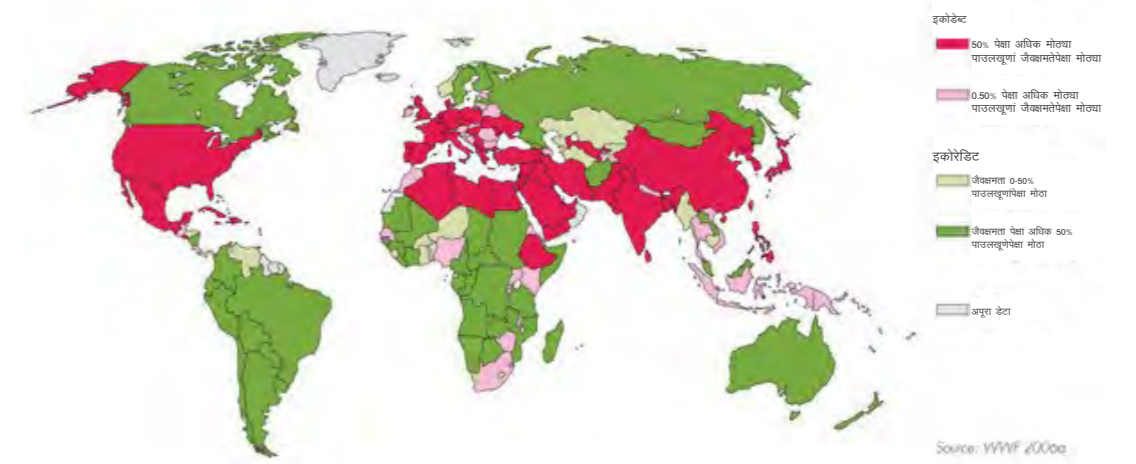 इकोडेब्ट
50% पेक्षा अधिक मोठ्या
पाउलखूणां जैवक्षमतेपेक्षा मोठ्या
0.50% पेक्षा अधिक मोठ्या
पाउलखूणां जैवक्षमतेपेक्षा मोठ्या
इकोरेडिट
जैवक्षमता 0-50%
पाउलखूणांपेक्षा मोठा
जैवक्षमता पेक्षा अधिक 50%
पाउलखूणेपेक्षा मोठा
अपूरा डेटा
Source: WWF 2006a